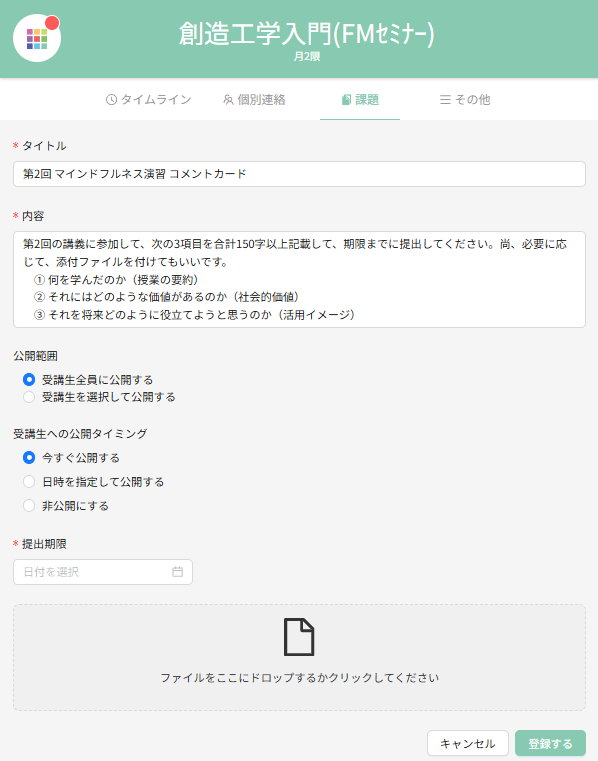 創造工学入門(FMｾﾐﾅｰ)
月2限
タイムライン
個別連絡
課題
その他
* タイトル
第2回 マインドフルネス演習 コメントカード
* 内容
第2回の講義に参加して、次の3項目を合計150字以上記載して、期限までに提出してください。尚、必要に応
じて、添付ファイルを付けてもいいです。
① 何を学んだのか（授業の要約）
② それにはどのような価値があるのか（社会的価値）
③ それを将来どのように役立てようと思うのか（活用イメージ）
公開範囲
受講生全員に公開する
受講生を選択して公開する
受講生への公開タイミング
今すぐ公開する
日時を指定して公開する
非公開にする
* 提出期限
日付を選択
ファイルをここにドロップするかクリックしてください
キャンセル
登録する